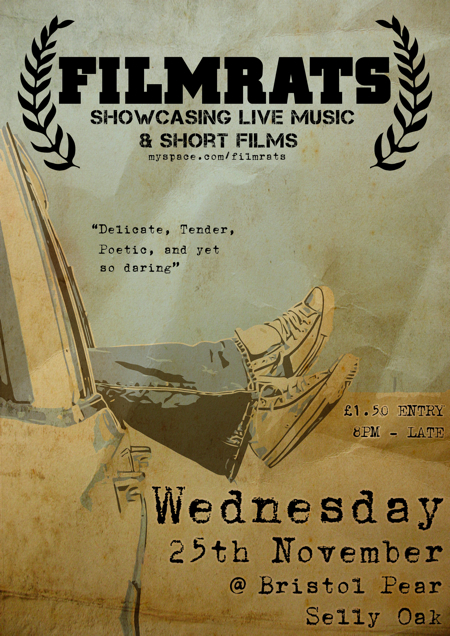 FILMRATS
SHOWCASING LIVE MUSIC
& SHORT FILMS
myspace.com/filmrats
“Delicate, Tender,
Poetic, and yet
so daring”
£1.50 ENTRY
8PM - LATE
Wednesday
25th November
@ Bristol Pear
Selly Oak